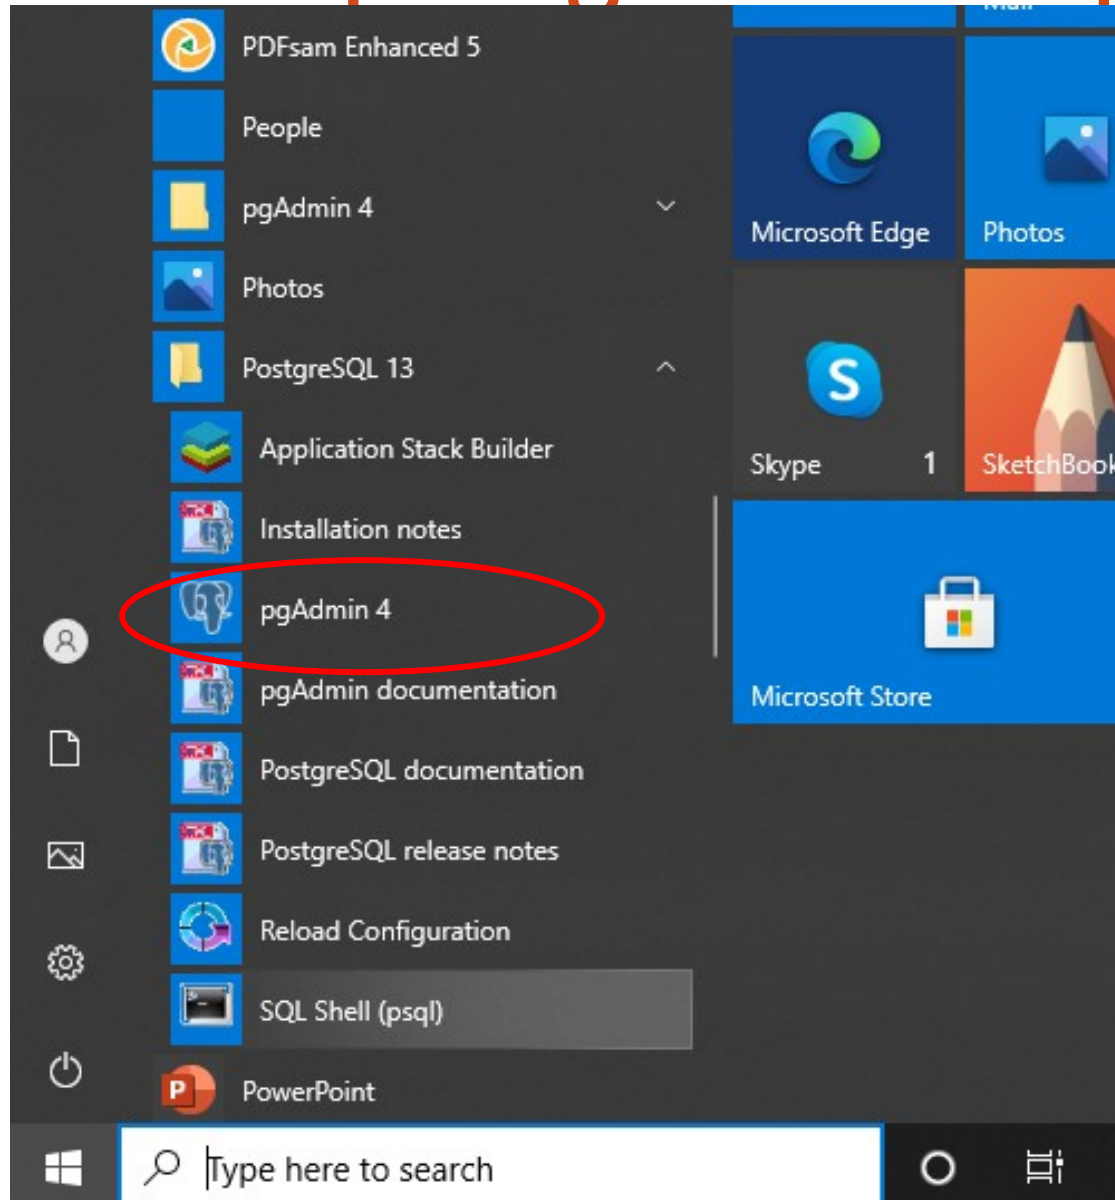 PDFsam Enhanced 5
People
pgAdmin 4
Photos
PostgreSQL 13
Application Stack Builder
Installation notes
pgAdmin 4
pgAdmin documentation
PostgreSQL documentation
PostgreSQL release notes
Reload Configuration
SQL Shell (psql)
PowerPoint
Type here to search
Microsoft Edge
Photos
Skype 1
SketchBook
Microsoft Store